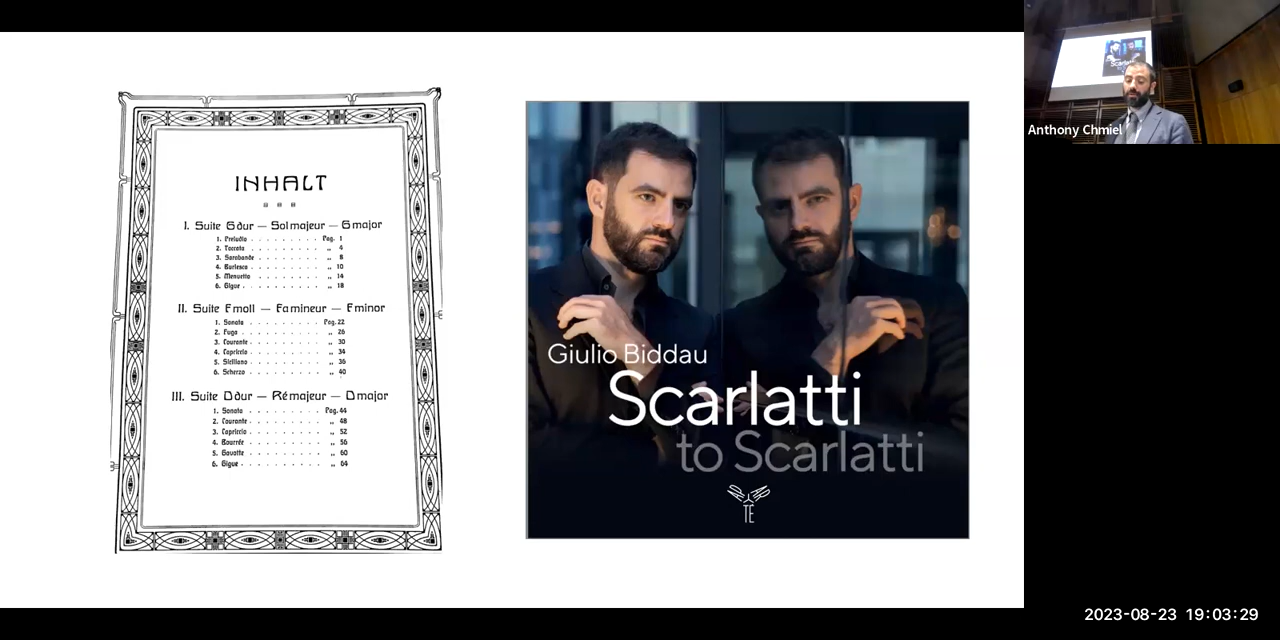 INHALT
I. Suite G dur — Sol majeur — G major
1. Preludio . . . . . . . . . Pag. 1
2. Toccata . . . . . . . . . „ 4
3. Sarabande . . . . . . . . „ 8
4. Burlesca . . . . . . . . . „ 10
5. Menuetto . . . . . . . . . „ 14
6. Gigue . . . . . . . . . . „ 18
II. Suite F moll — Fa mineur — F minor
1. Sonata . . . . . . . . . Pag. 22
2. Fuga . . . . . . . . . . „ 26
3. Courante . . . . . . . . . „ 30
4. Capriccio . . . . . . . . „ 34
5. Siciliano . . . . . . . . „ 36
6. Scherzo . . . . . . . . . „ 40
III. Suite D dur — Ré majeur — D major
1. Sonata . . . . . . . . . Pag. 44
2. Courante . . . . . . . . . „ 48
3. Capriccio . . . . . . . . „ 52
4. Bourrée . . . . . . . . . „ 56
5. Gavotte . . . . . . . . . „ 60
6. Gigue . . . . . . . . . . „ 64
Giulio Biddau
Scarlatti
to Scarlatti
Anthony Chmiel
2023-08-23 19:03:29